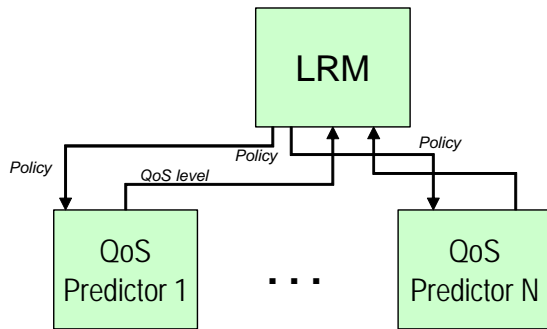 LRM
Policy
Policy
Policy
QoS level
QoS
Predictor 1
. . .
QoS
Predictor N